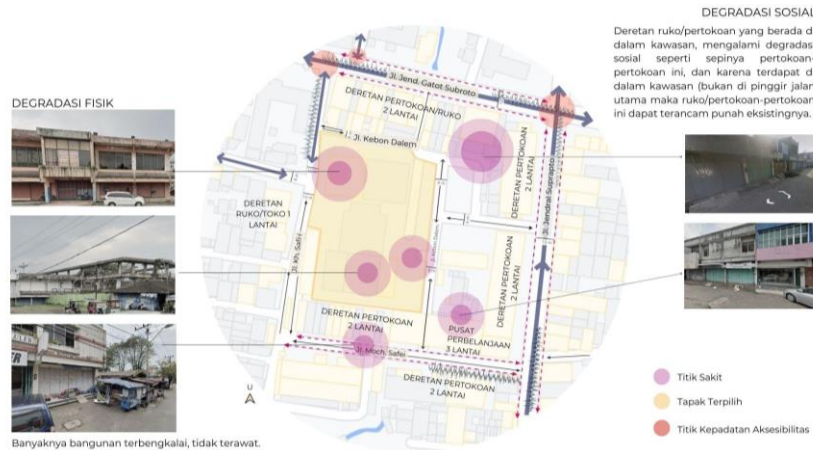 DEGRADASI SOSIAL
Deretan ruko/pertokoan yang berada d
dalam kawasan, mengalami degradas
sosial seperti sepinya pertokoan-
pertokoan ini, dan karena terdapat d
dalam kawasan (bukan di pinggir jalan
utama maka ruko/pertokoan-pertokoan
ini dapat terancam punah eksistingnya.
DEGRADASI FISIK
Jl. Jend. Gatot Subroto
DERETAN PERTOKOAN/RUKO
2 LANTAI
Jl. Kebon Dalem
DERETAN PERTOKOAN
2 LANTAI
Jl. Jendral Suprapto
DERETAN
RUKO/TOKO 1
LANTAI
Jl. Kh. Safi'i
DERETAN PERTOKOAN
2 LANTAI
DERETAN PERTOKOAN
2 LANTAI
PUSAT
PERBELANJAAN
3 LANTAI
Jl. Moch. Safei
DERETAN PERTOKOAN
2 LANTAI
U
Titik Sakit
Tapak Terpilih
Titik Kepadatan Aksesibilitas
Banyaknya bangunan terbengkalai, tidak terawat.